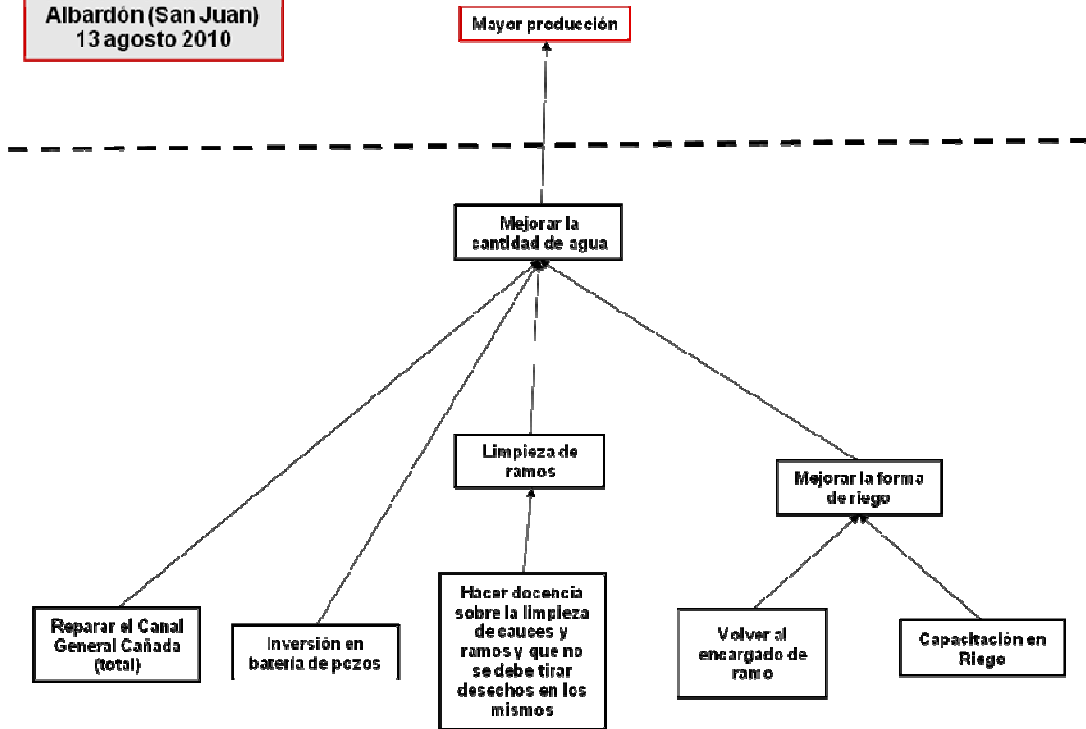 Albardón (San Juan)
13 agosto 2010
Mayor producción
Mejorar la
cantidad de agua
Limpieza de
ramos
Mejorar la forma
de riego
Reparar el Canal
General Cañada
(total)
Inversión en
batería de pozos
Hacer docencia
sobre la limpieza
de cauces y
ramos y que no
se debe tirar
desechos en los
mismos
Volver al
encargado de
ramo
Capacitación en
Riego